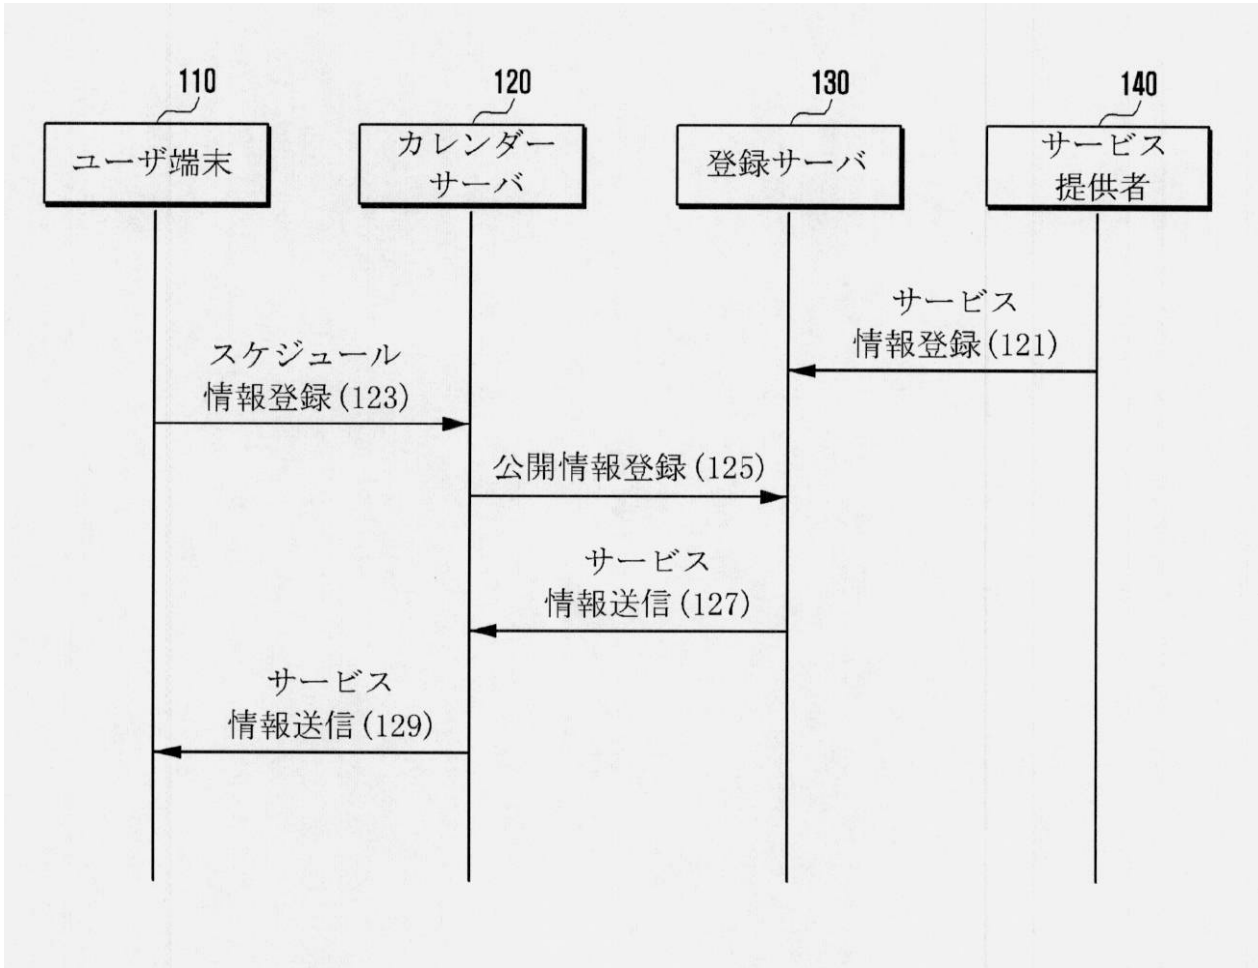 110
120
130
140
ユーザ端末
カレンダー
サーバ
登録サーバ
サービス
提供者
サービス
情報登録(121)
スケジュール
情報登録(123)
公開情報登録(125)
サービス
情報送信(127)
サービス
情報送信(129)